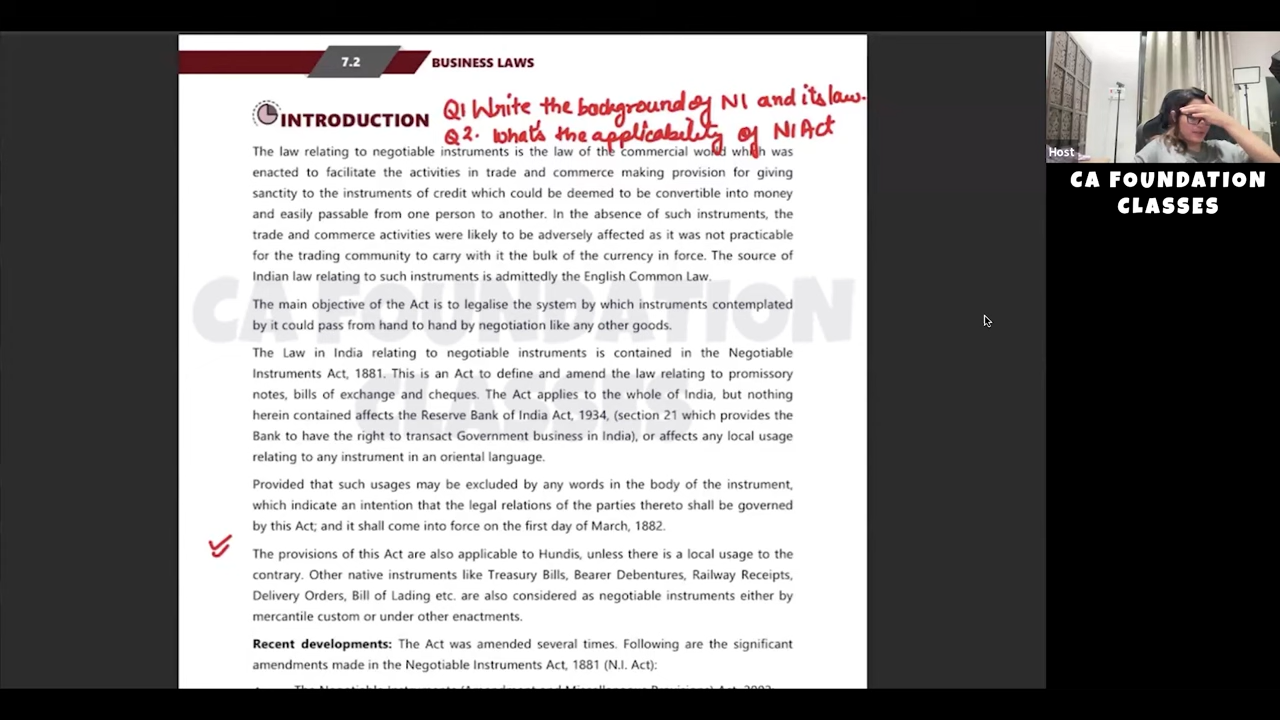 7.2
BUSINESS LAWS
INTRODUCTION
Q1 Write the background of NI and its law.
Q2. What's the applicability of NI Act
The law relating to negotiable instruments is the law of the commercial world which was
enacted to facilitate the activities in trade and commerce making provision for giving
sanctity to the instruments of credit which could be deemed to be convertible into money
and easily passable from one person to another. In the absence of such instruments, the
trade and commerce activities were likely to be adversely affected as it was not practicable
for the trading community to carry with it the bulk of the currency in force. The source of
Indian law relating to such instruments is admittedly the English Common Law.
The main objective of the Act is to legalise the system by which instruments contemplated
by it could pass from hand to hand by negotiation like any other goods.
The Law in India relating to negotiable instruments is contained in the Negotiable
Instruments Act, 1881. This is an Act to define and amend the law relating to promissory
notes, bills of exchange and cheques. The Act applies to the whole of India, but nothing
herein contained affects the Reserve Bank of India Act, 1934, (section 21 which provides the
Bank to have the right to transact Government business in India), or affects any local usage
relating to any instrument in an oriental language.
Provided that such usages may be excluded by any words in the body of the instrument,
which indicate an intention that the legal relations of the parties thereto shall be governed
by this Act; and it shall come into force on the first day of March, 1882.
The provisions of this Act are also applicable to Hundis, unless there is a local usage to the
contrary. Other native instruments like Treasury Bills, Bearer Debentures, Railway Receipts,
Delivery Orders, Bill of Lading etc. are also considered as negotiable instruments either by
mercantile custom or under other enactments.
Recent developments: The Act was amended several times. Following are the significant
amendments made in the Negotiable Instruments Act, 1881 (N.I. Act):
CA FOUNDATION
CLASSES
Host
CA FOUNDATION
CLASSES